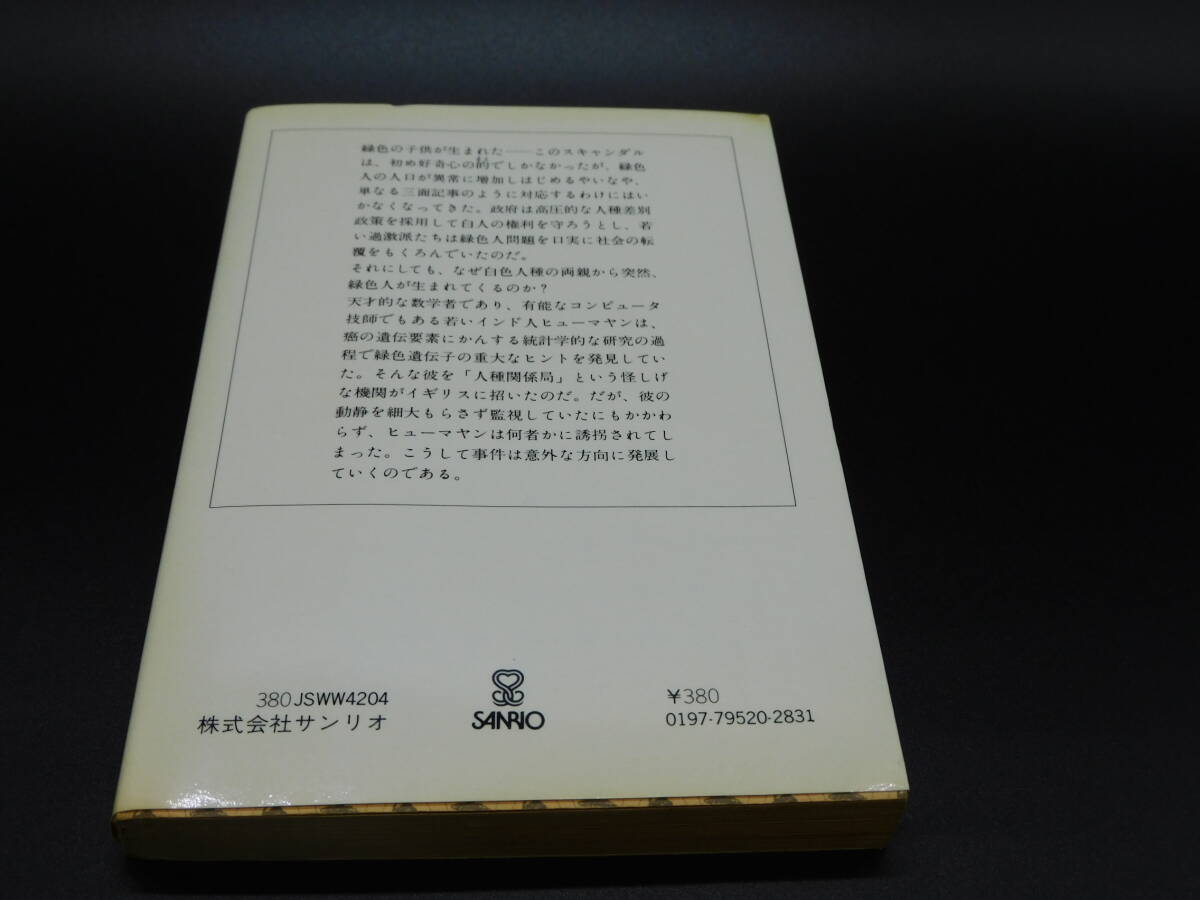 緑色の子供が生まれた――このスキャンダル
は、初め好奇心の的でしかなかったが、緑色
人の人口が異常に増加しはじめるやいなや、
単なる三面記事のように対応するわけにはい
かなくなってきた。政府は高圧的な人種差別
政策を採用して白人の権利を守ろうとし、若
い過激派たちは緑色人問題を口実に社会の転
覆をもくろんでいたのだ。
それにしても、なぜ白色人種の両親から突然、
緑色人が生まれてくるのか?
天才的な数学者であり、有能なコンピュータ
技師でもある若いインド人ヒューマヤンは、
癌の遺伝要素にかんする統計学的な研究の過
程で緑色遺伝子の重大なヒントを発見してい
た。そんな彼を「人種関係局」という怪しげ
な機関がイギリスに招いたのだ。だが、彼の
動静を細大もらさず監視していたにもかかわ
らず、ヒューマヤンは何者かに誘拐されてし
まった。こうして事件は意外な方向に発展し
ていくのである。
380 JSWW4204
株式会社サンリオ
SANRIO
¥380
0197-79520-2831